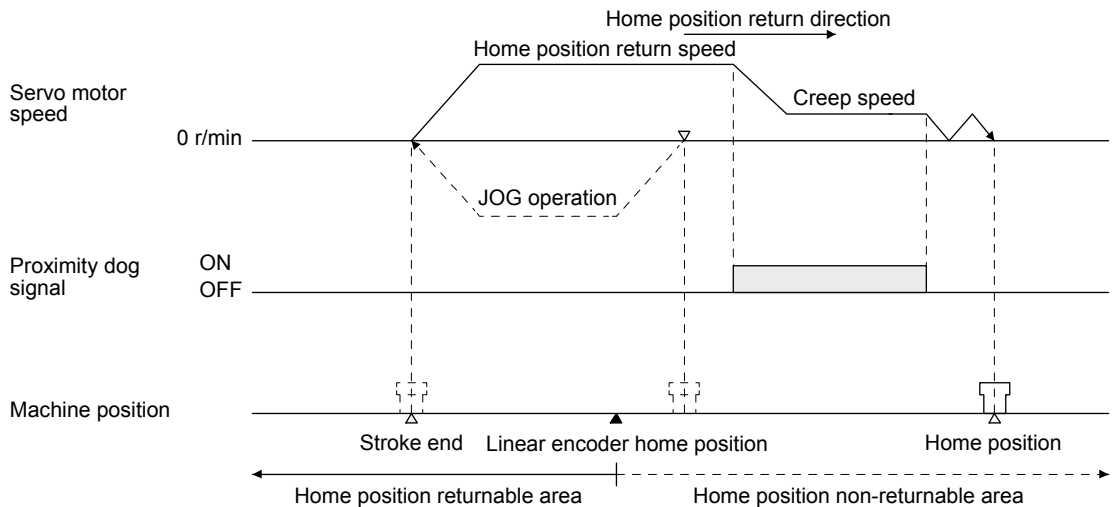 Home position return direction
Home position return speed
Servo motor
speed
Creep speed
0 r/min
JOG operation
Proximity dog
signal
ON
OFF
Machine position
Stroke end
Linear encoder home position
Home position
Home position returnable area
Home position non-returnable area